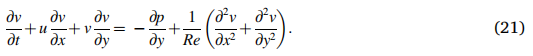 ∂v/∂t + u ∂v/∂x + v ∂v/∂y = − ∂p/∂y + 1/Re (∂²v/∂x² + ∂²v/∂y²). (21)